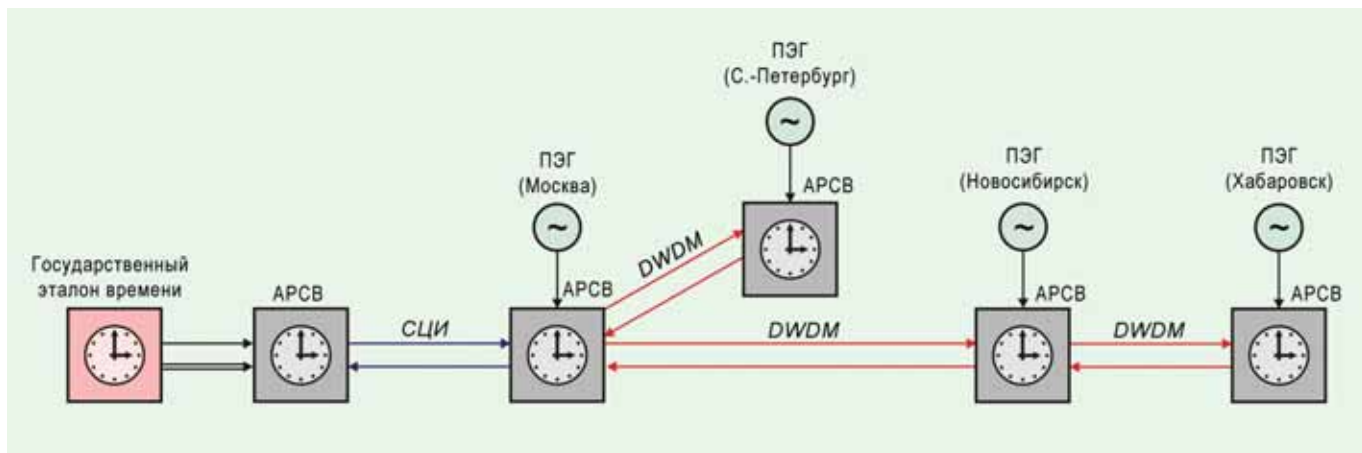 ПЭГ
(С.-Петербург)
~
АРСВ
ПЭГ
(Москва)
~
ПЭГ
(Новосибирск)
~
ПЭГ
(Хабаровск)
~
DWDM
Государственный
эталон времени
АРСВ
СЦИ
АРСВ
DWDM
АРСВ
DWDM
АРСВ